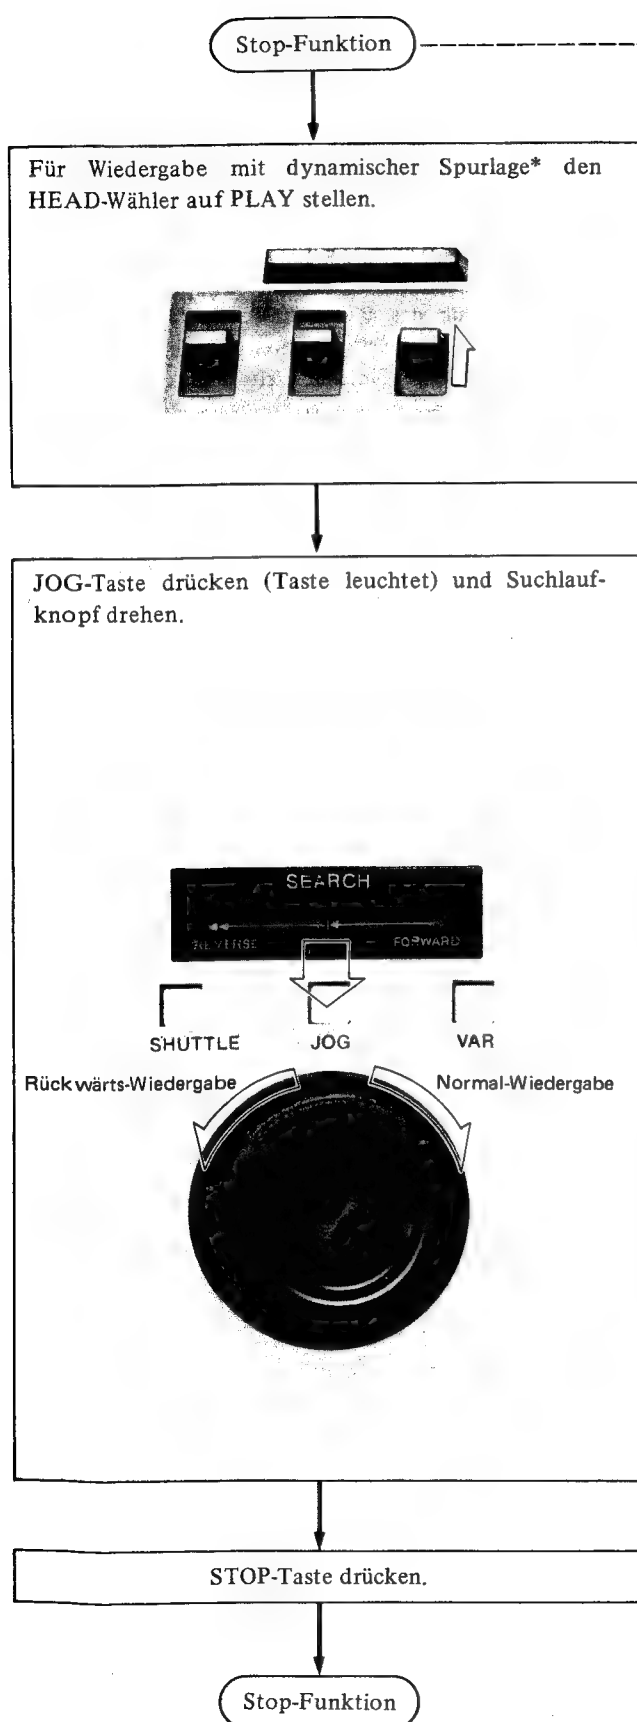 Stop-Funktion
Für Wiedergabe mit dynamischer Spurlage* den
HEAD-Wähler auf PLAY stellen.
JOG-Taste drücken (Taste leuchtet) und Suchlauf-
knopf drehen.
SEARCH
REVERSE FORWARD
SHUTTLE JOG VAR
Rückwärts-Wiedergabe Normal-Wiedergabe
STOP-Taste drücken.
Stop-Funktion